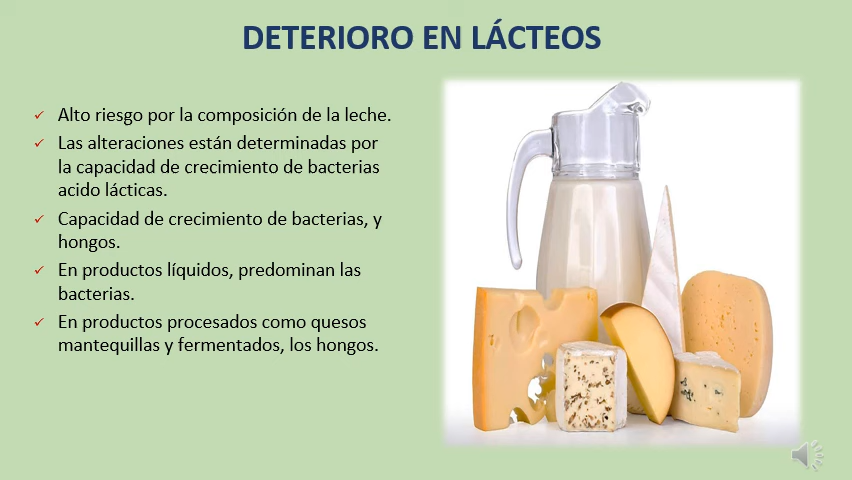 DETERIORO EN LÁCTEOS
Alto riesgo por la composición de la leche.
Las alteraciones están determinadas por
la capacidad de crecimiento de bacterias
acido lácticas.
Capacidad de crecimiento de bacterias, y
hongos.
En productos líquidos, predominan las
bacterias.
En productos procesados como quesos
mantequillas y fermentados, los hongos.